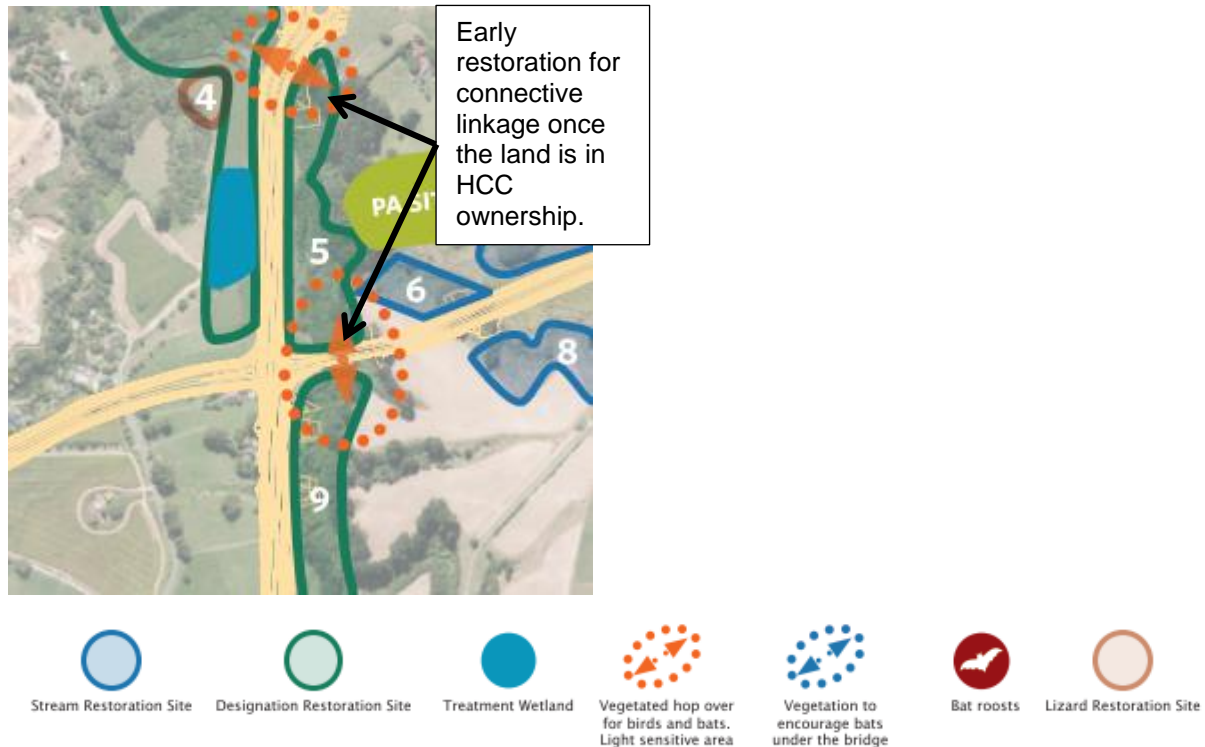 Early
restoration for
connective
linkage once
the land is in
HCC
ownership.
4
PA SIT
5
6
8
9
Stream Restoration Site
Designation Restoration Site
Treatment Wetland
Vegetated hop over
for birds and bats.
Light sensitive area
Vegetation to
encourage bats
under the bridge
Bat roosts
Lizard Restoration Site